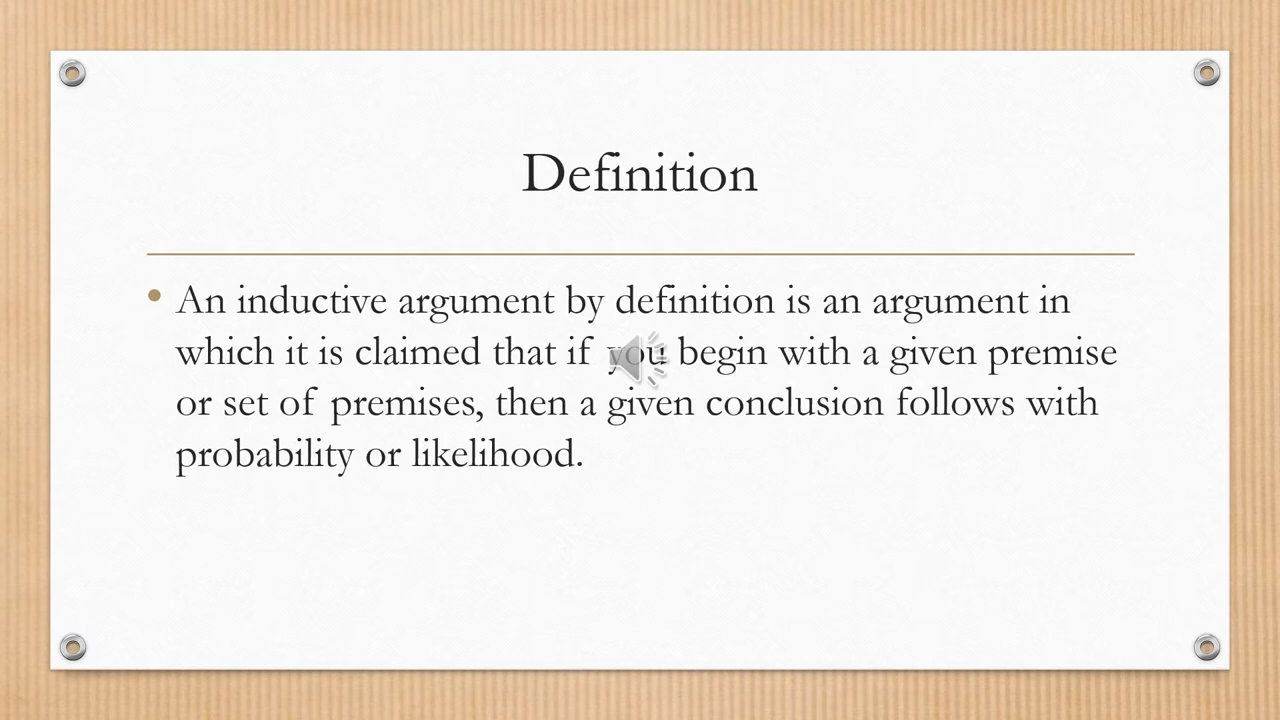 Definition
• An inductive argument by definition is an argument in
which it is claimed that if you begin with a given premise
or set of premises, then a given conclusion follows with
probability or likelihood.